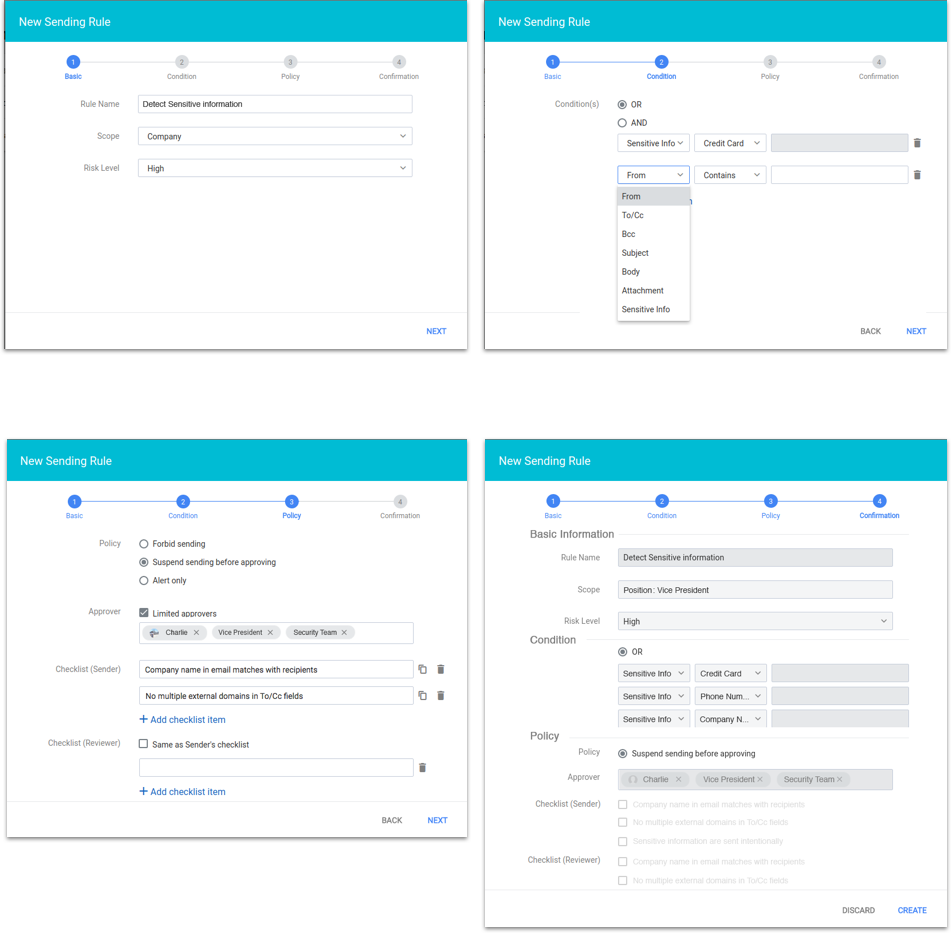 New Sending Rule
1 2 3 4
Basic Condition Policy Confirmation
Rule Name Detect Sensitive information
Scope Company
Risk Level High
NEXT
New Sending Rule
1 2 3 4
Basic Condition Policy Confirmation
Condition(s) OR
AND
Sensitive Info Credit Card
From Contains
From
To/Cc
Bcc
Subject
Body
Attachment
Sensitive Info
BACK NEXT
New Sending Rule
1 2 3 4
Basic Condition Policy Confirmation
Policy Forbid sending
Suspend sending before approving
Alert only
Approver Limited approvers
Charlie Vice President Security Team
Checklist (Sender) Company name in email matches with recipients
No multiple external domains in To/Cc fields
+ Add checklist item
Checklist (Reviewer) Same as Sender's checklist
+ Add checklist item
BACK NEXT
New Sending Rule
1 2 3 4
Basic Condition Policy Confirmation
Basic Information
Rule Name Detect Sensitive information
Scope Position: Vice President
Risk Level High
Condition
OR
Sensitive Info Credit Card
Sensitive Info Phone Num...
Sensitive Info Company N...
Policy
Policy Suspend sending before approving
Approver Charlie Vice President Security Team
Checklist (Sender) Company name in email matches with recipients
No multiple external domains in To/Cc fields
Sensitive information are sent intentionally
Checklist (Reviewer) Company name in email matches with recipients
No multiple external domains in To/Cc fields
DISCARD CREATE